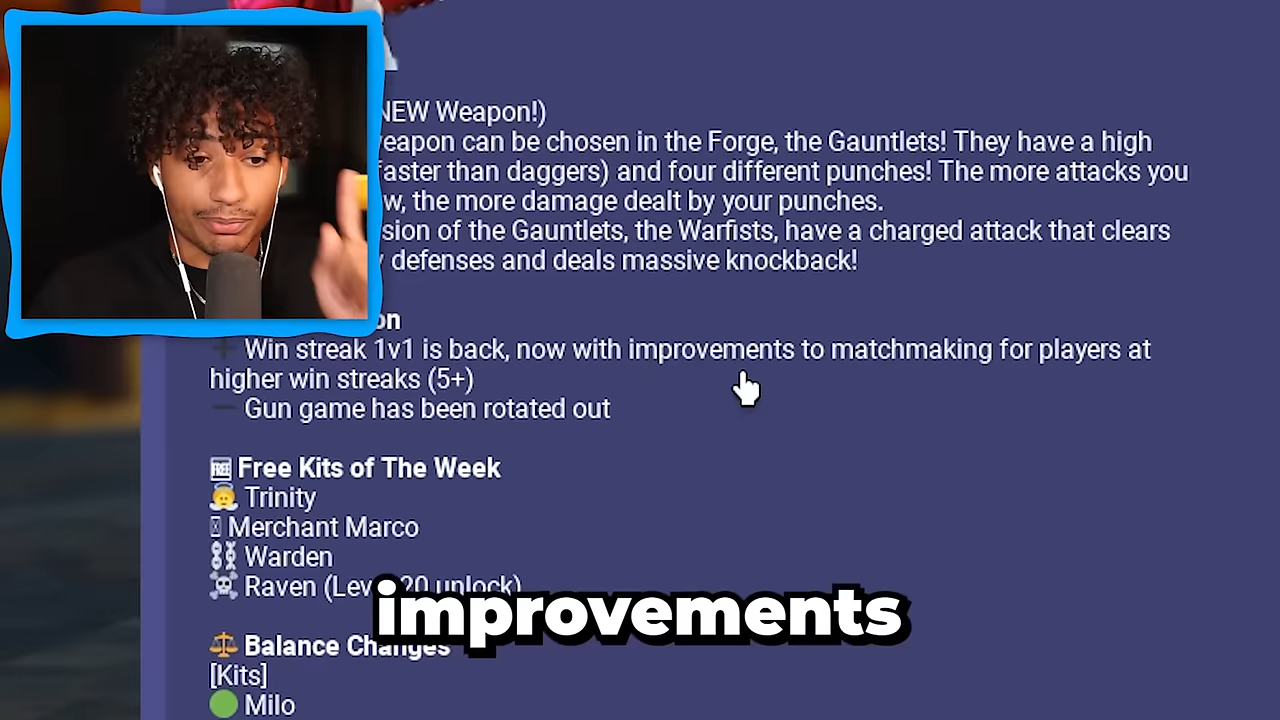 NEW Weapon!)
weapon can be chosen in the Forge, the Gauntlets! They have a high
faster than daggers) and four different punches! The more attacks you
w, the more damage dealt by your punches.
sion of the Gauntlets, the Warfists, have a charged attack that clears
defenses and deals massive knockback!
on
+ Win streak 1v1 is back, now with improvements to matchmaking for players at
higher win streaks (5+)
— Gun game has been rotated out
🆓 Free Kits of The Week
Trinity
Merchant Marco
⛓ Warden
☠ Raven (Level 20 unlock)
improvements
⚖ Balance Changes
[Kits]
🟢 Milo